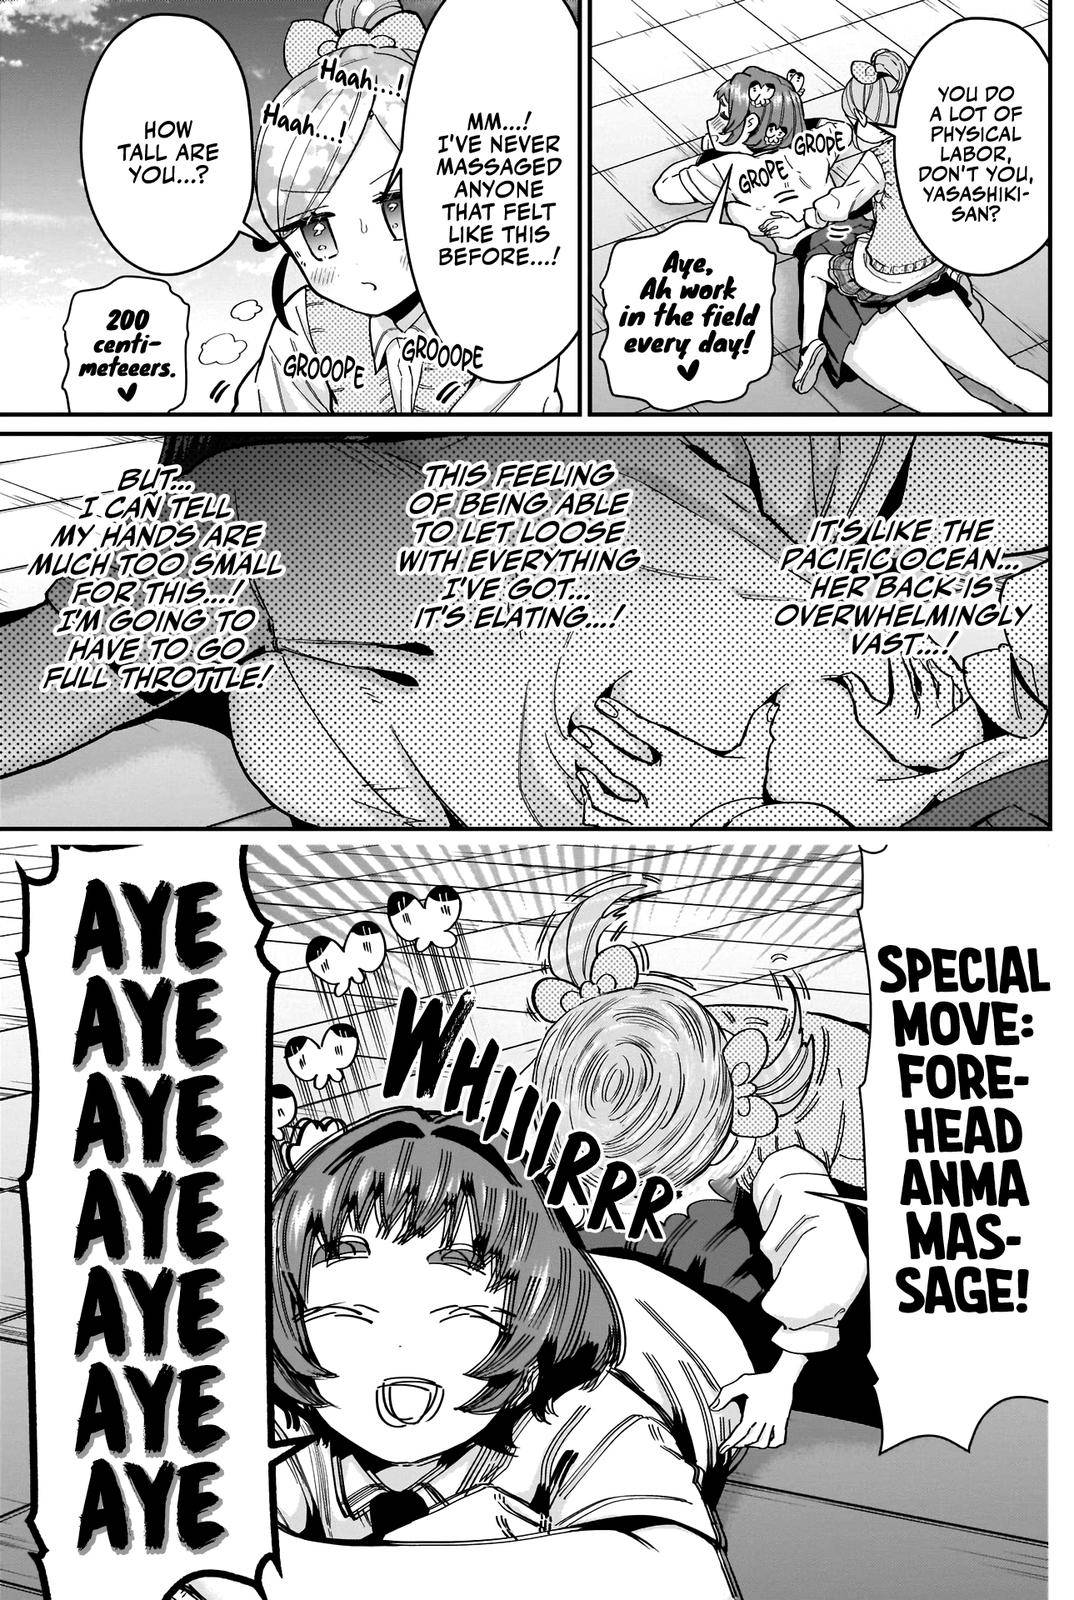 YOU DO
A LOT OF
PHYSICAL
LABOR,
DON'T YOU,
YASASHIKI-
SAN?
GROPE
GROPE
Aye,
Ah work
in the field
every day!
MM...!
I'VE NEVER
MASSAGED
ANYONE
THAT FELT
LIKE THIS
BEFORE...!
Haah...!
Haah...!
HOW
TALL ARE
YOU...?
GROOOPE
GROOOPE
200
centi-
meteeers.
IT'S LIKE THE
PACIFIC OCEAN...
HER BACK IS
OVERWHELMINGLY
VAST...!
THIS FEELING
OF BEING ABLE
TO LET LOOSE
WITH EVERYTHING
I'VE GOT...
IT'S ELATING...!
BUT...
I CAN TELL
MY HANDS ARE
MUCH TOO SMALL
FOR THIS...!
I'M GOING TO
HAVE TO GO
FULL THROTTLE!
SPECIAL
MOVE:
FORE-
HEAD
ANMA
MAS-
SAGE!
WHIIIRRR
AYE
AYE
AYE
AYE
AYE
AYE
AYE